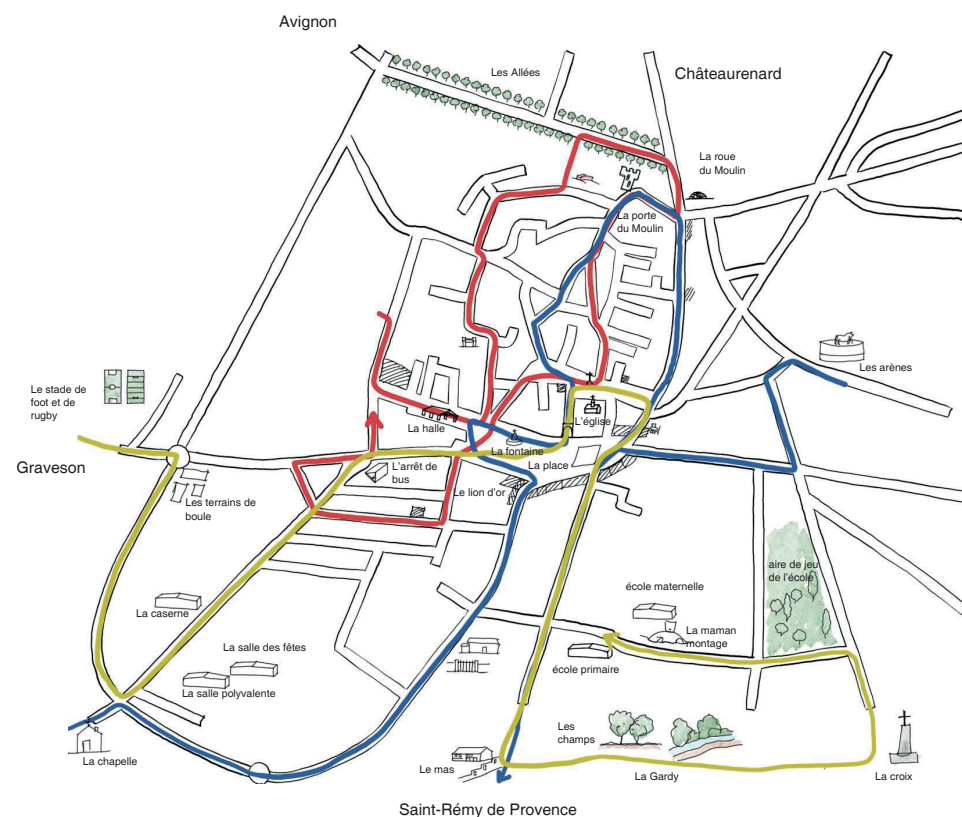 Avignon
Les Allées
Châteaurenard
La roue
du Moulin
La porte
du Moulin
Les arènes
Le stade de
foot et de
rugby
La halle
L'église
La fontaine
Graveson
L'arrêt de
bus
La place
Les terrains de
boule
Le lion d'or
aire de jeu
de l'école
école maternelle
La caserne
La maman
montage
La salle des fêtes
école primaire
La salle polyvalente
Les
champs
La chapelle
Le mas
La Gardy
La croix
Saint-Rémy de Provence